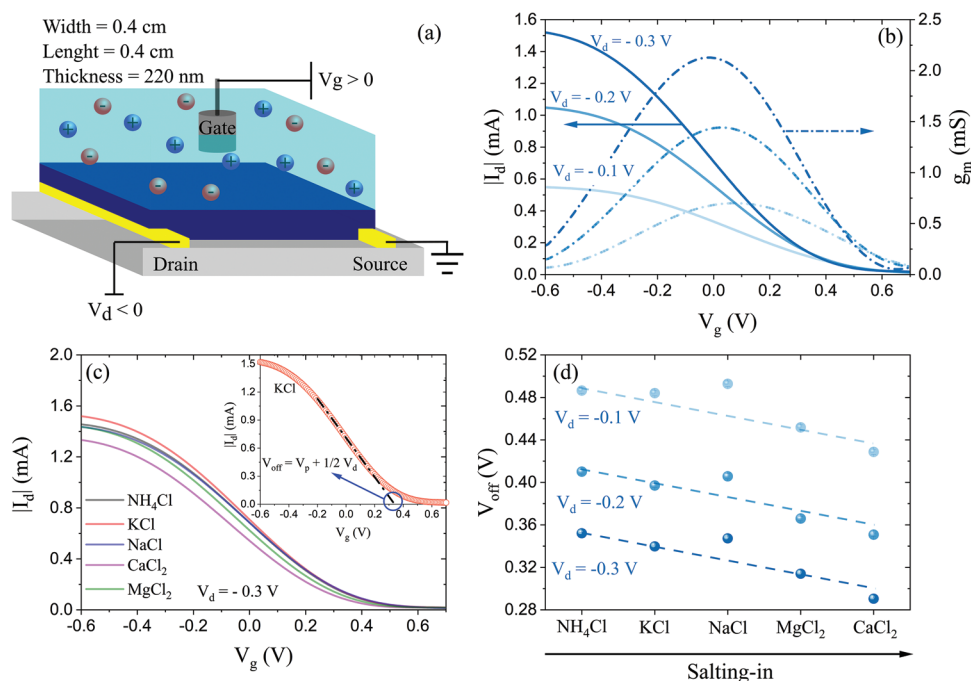 Width = 0.4 cm
Lenght = 0.4 cm
Thickness = 220 nm
(a)
Vg > 0
Gate
Drain
Source
Vd < 0
(b)
Vd = - 0.3 V
Vd = - 0.2 V
Vd = - 0.1 V
|Id| (mA)
1.6
1.4
1.2
1.0
0.8
0.6
0.4
0.2
0.0
gm (mS)
2.5
2.0
1.5
1.0
0.5
0.0
-0.6 -0.4 -0.2 0.0 0.2 0.4 0.6
Vg (V)
(c)
|Id| (mA)
2.0
1.6
1.2
0.8
0.4
0.0
NH4Cl
KCl
NaCl
CaCl2
MgCl2
Vd = - 0.3 V
-0.6 -0.4 -0.2 0.0 0.2 0.4 0.6
Vg (V)
KCl
|Id| (mA)
1.5
1.2
0.9
0.6
0.3
0.0
Voff = Vp + 1/2 Vd
-0.6 -0.4 -0.2 0.0 0.2 0.4 0.6
Vg (V)
(d)
Voff (V)
0.52
0.48
0.44
0.40
0.36
0.32
0.28
Vd = -0.1 V
Vd = -0.2 V
Vd = -0.3 V
NH4Cl KCl NaCl MgCl2 CaCl2
Salting-in